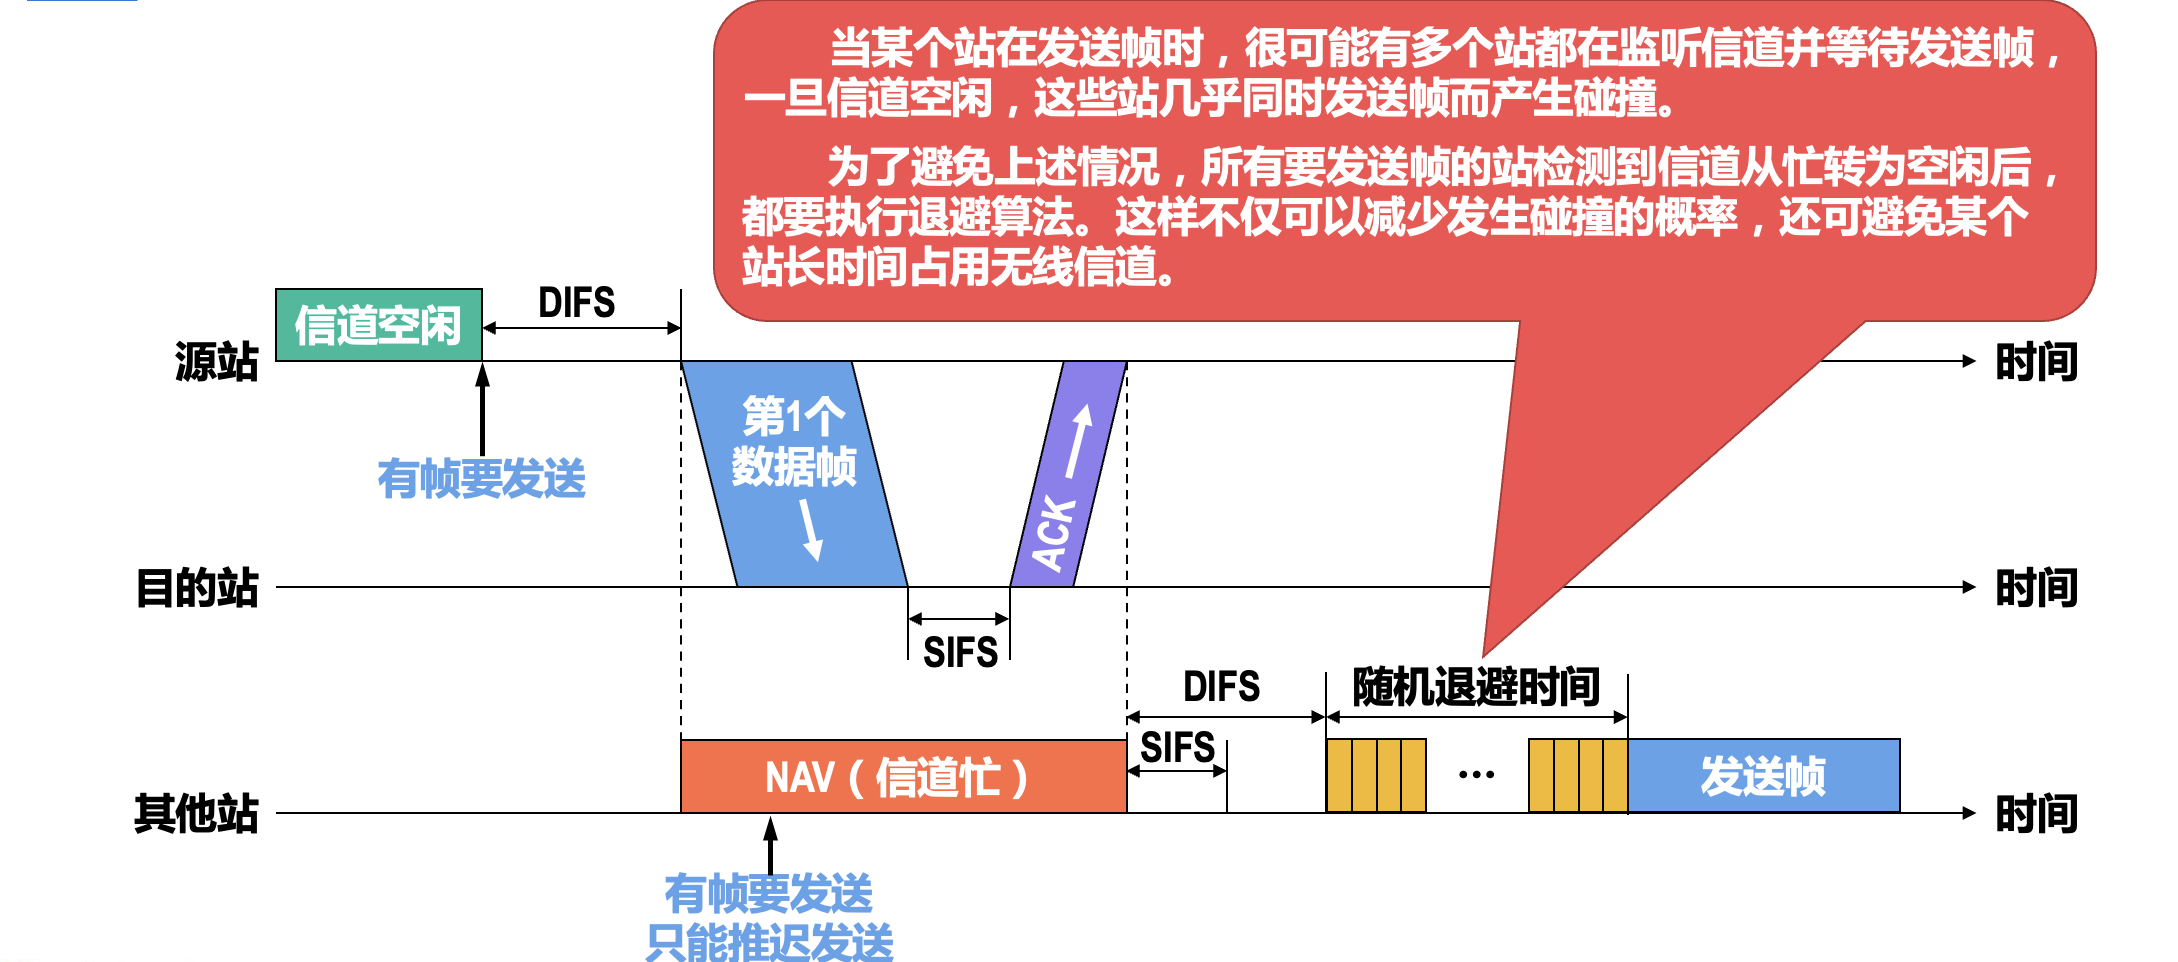 当某个站在发送帧时，很可能有多个站都在监听信道并等待发送帧，
一旦信道空闲，这些站几乎同时发送帧而产生碰撞。
为了避免上述情况，所有要发送帧的站检测到信道从忙转为空闲后，
都要执行退避算法。这样不仅可以减少发生碰撞的概率，还可避免某个
站长时间占用无线信道。
信道空闲
DIFS
源站
时间
有帧要发送
第1个
数据帧
ACK
目的站
时间
SIFS
DIFS
随机退避时间
SIFS
NAV（信道忙）
...
发送帧
其他站
时间
有帧要发送
只能推迟发送